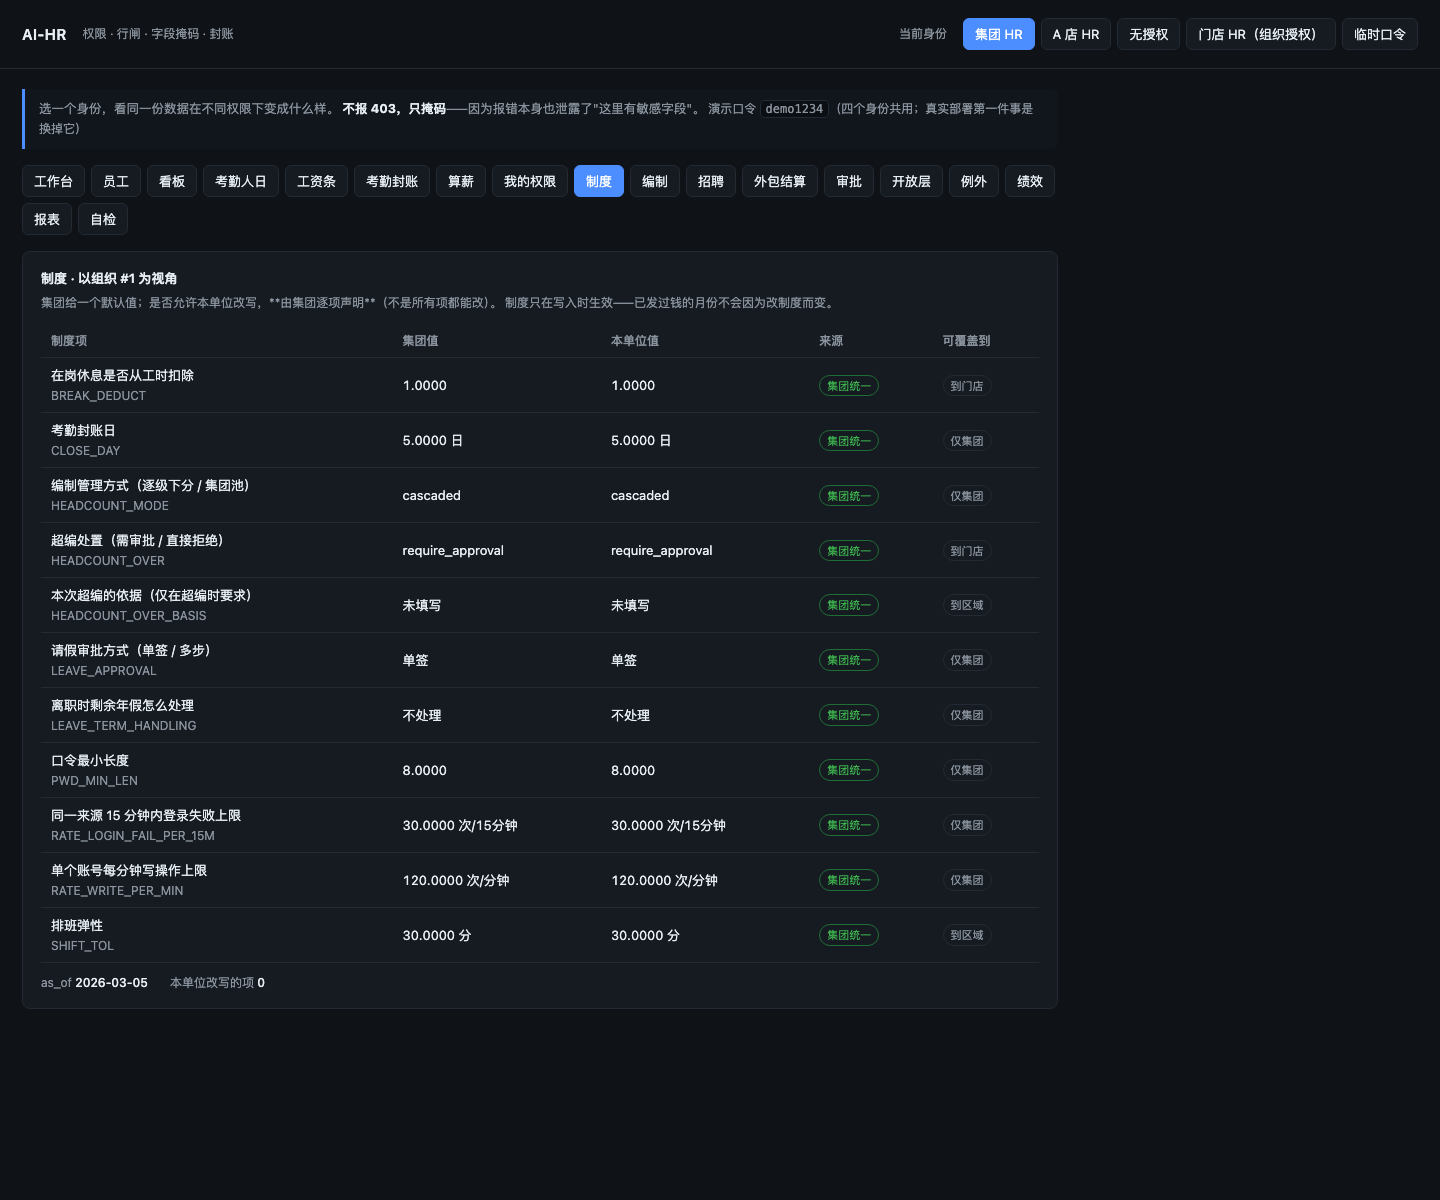 AI-HR 权限 · 行闸 · 字段掩码 · 封账 当前身份 集团 HR A 店 HR 无授权 门店 HR（组织授权） 临时口令
选一个身份，看同一份数据在不同权限下变成什么样。 不报 403，只掩码——因为报错本身也泄露了"这里有敏感字段"。 演示口令 demo1234 （四个身份共用；真实部署第一件事是
换掉它）
工作台 员工 看板 考勤人日 工资条 考勤封账 算薪 我的权限 制度 编制 招聘 外包结算 审批 开放层 例外 绩效
报表 自检
制度 · 以组织 #1 为视角
集团给一个默认值；是否允许本单位改写，**由集团逐项声明**（不是所有项都能改）。 制度只在写入时生效——已发过钱的月份不会因为改制度而变。
制度项 集团值 本单位值 来源 可覆盖到
在岗休息是否从工时扣除
BREAK_DEDUCT 1.0000 1.0000 集团统一 到门店
考勤封账日
CLOSE_DAY 5.0000 日 5.0000 日 集团统一 仅集团
编制管理方式（逐级下分 / 集团池）
HEADCOUNT_MODE cascaded cascaded 集团统一 仅集团
超编处置（需审批 / 直接拒绝）
HEADCOUNT_OVER require_approval require_approval 集团统一 到门店
本次超编的依据（仅在超编时要求）
HEADCOUNT_OVER_BASIS 未填写 未填写 集团统一 到区域
请假审批方式（单签 / 多步）
LEAVE_APPROVAL 单签 单签 集团统一 仅集团
离职时剩余年假怎么处理
LEAVE_TERM_HANDLING 不处理 不处理 集团统一 仅集团
口令最小长度
PWD_MIN_LEN 8.0000 8.0000 集团统一 仅集团
同一来源 15 分钟内登录失败上限
RATE_LOGIN_FAIL_PER_15M 30.0000 次/15分钟 30.0000 次/15分钟 集团统一 仅集团
单个账号每分钟写操作上限
RATE_WRITE_PER_MIN 120.0000 次/分钟 120.0000 次/分钟 集团统一 仅集团
排班弹性
SHIFT_TOL 30.0000 分 30.0000 分 集团统一 到区域
as_of 2026-03-05 本单位改写的项 0